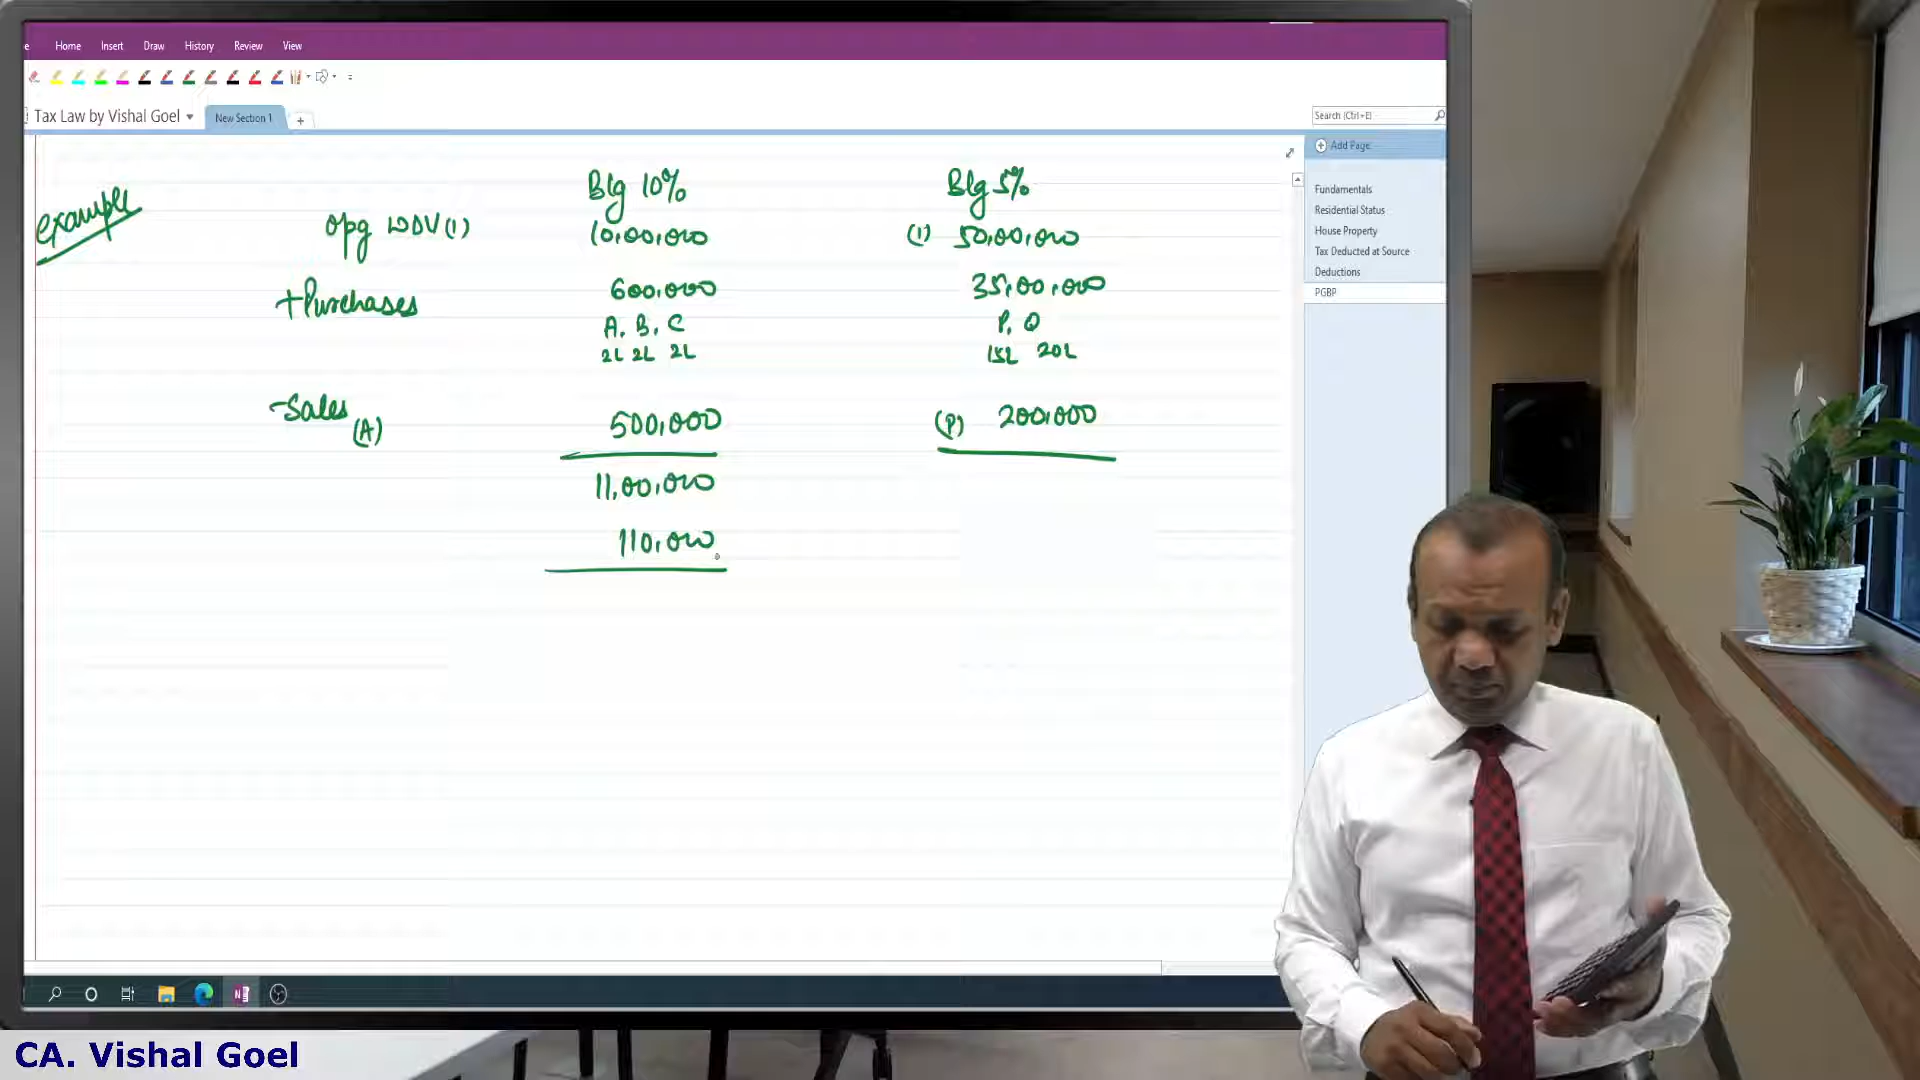 Home Insert Draw History Review View
Tax Law by Vishal Goel New Section 1 +
Search (Ctrl+E)
Add Page
Fundamentals
Residential Status
House Property
Tax Deducted at Source
Deductions
PGBP
example
Blg 10% Blg 5%
opg WDV (1) 10,00,000 (1) 50,00,000
+Purchases 600,000 35,00,000
A. B. C P. Q
2L 2L 2L 15L 20L
-Sales (A) 500,000 (P) 200,000
11,00,000
110,000
CA. Vishal Goel